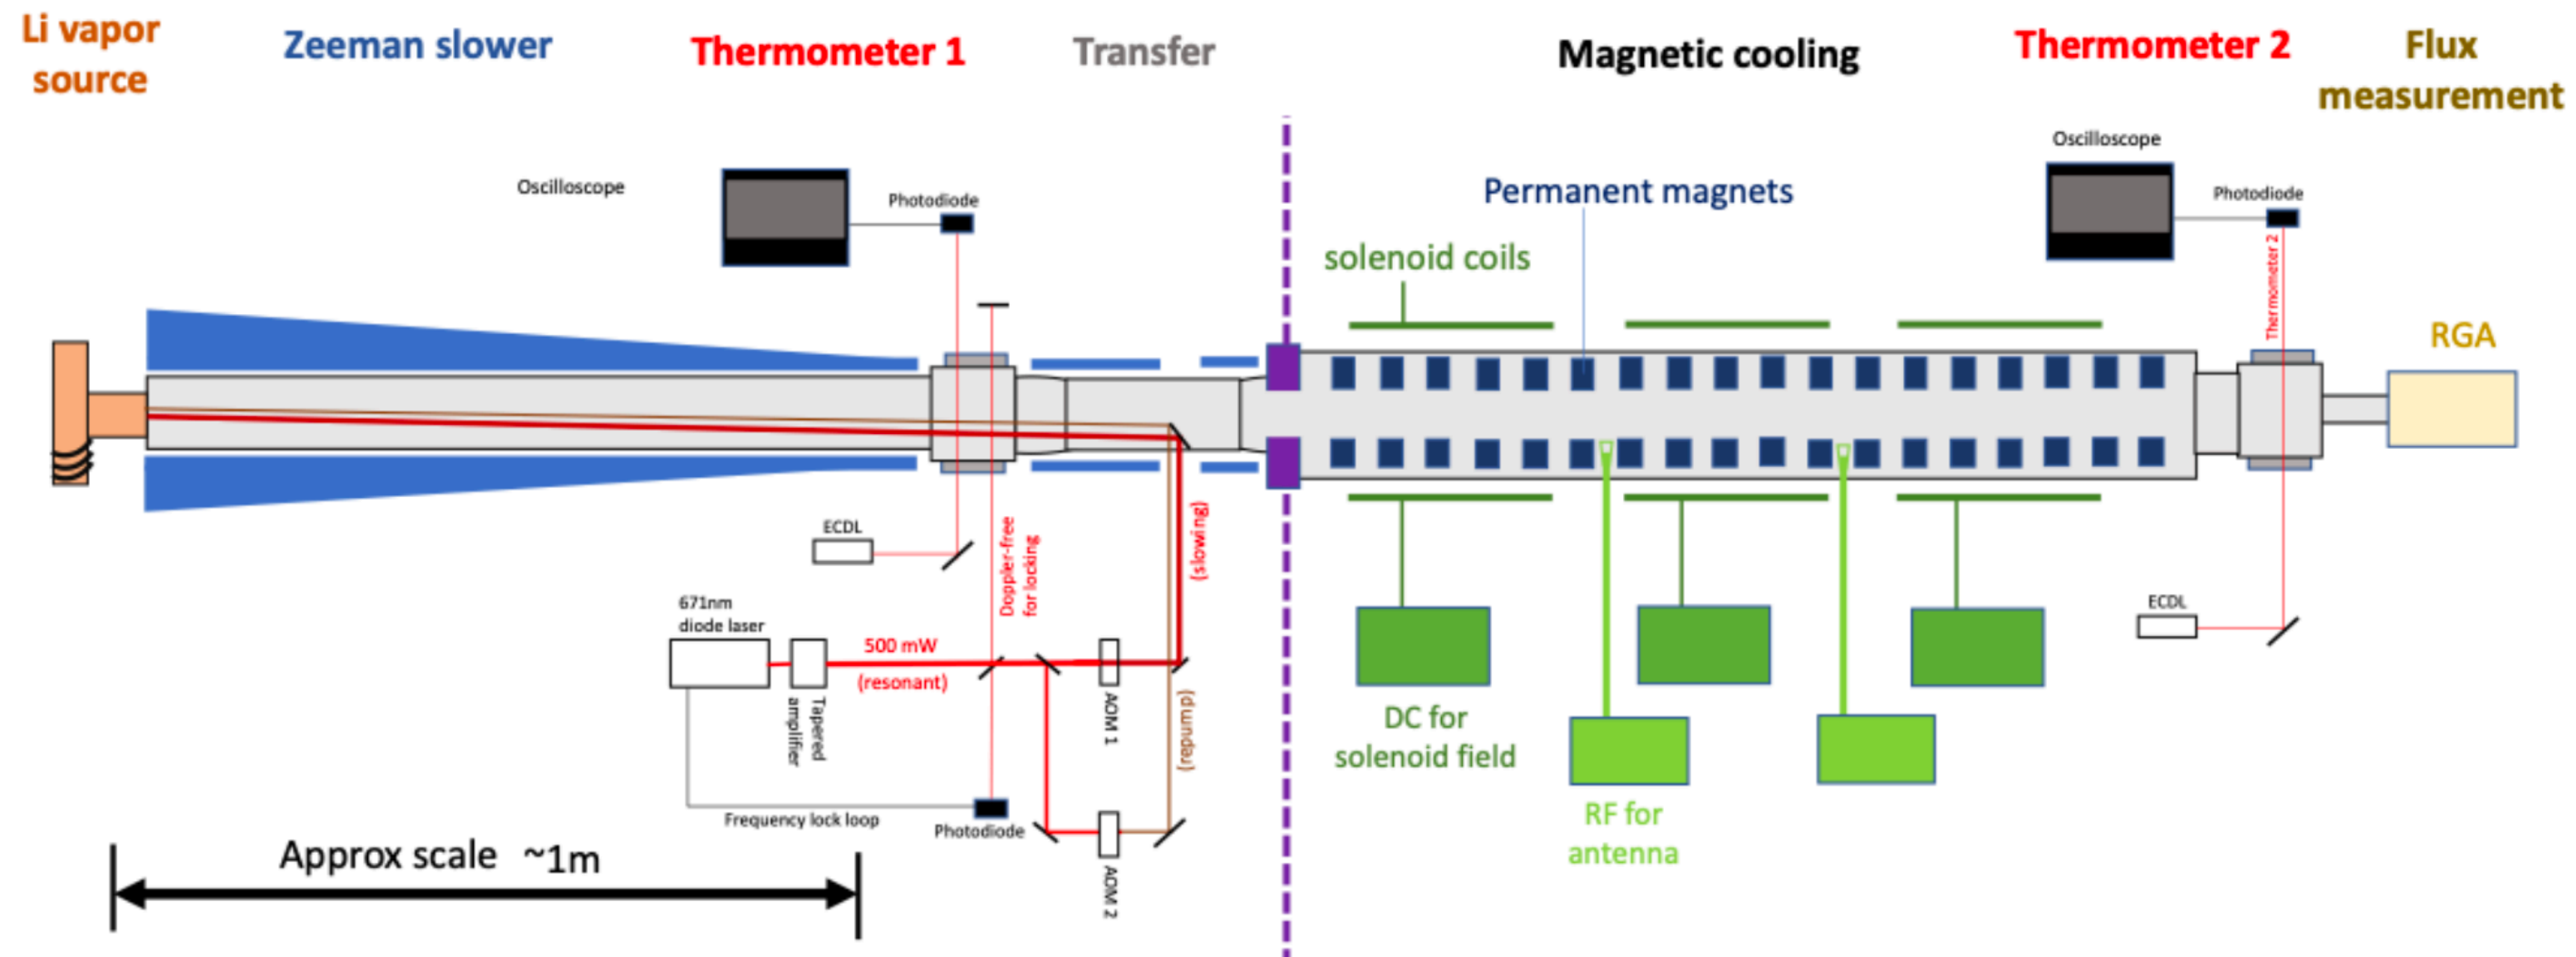 Li vapor
source
Zeeman slower
Thermometer 1
Transfer
Magnetic cooling
Thermometer 2
Flux
measurement
Oscilloscope
Photodiode
Permanent magnets
solenoid coils
Oscilloscope
Photodiode
Thermometer 2
RGA
ECDL
Doppler-free
for locking
(slowing)
671nm
diode laser
Tapered
amplifier
500 mW
(resonant)
AOM 1
(repump)
Frequency lock loop
Photodiode
AOM 2
ECDL
DC for
solenoid field
RF for
antenna
Approx scale ~1m